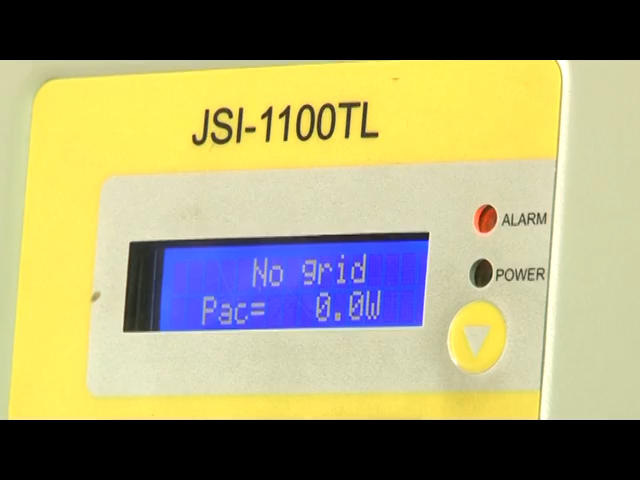 JSI-1100TL
ALARM
No grid
POWER
Pac= 0.0W